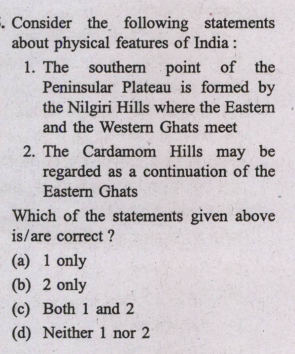 . Consider the following statements
about physical features of India :
1. The southern point of the
Peninsular Plateau is formed by
the Nilgiri Hills where the Eastern
and the Western Ghats meet
2. The Cardamom Hills may be
regarded as a continuation of the
Eastern Ghats
Which of the statements given above
is/are correct ?
(a) 1 only
(b) 2 only
(c) Both 1 and 2
(d) Neither 1 nor 2